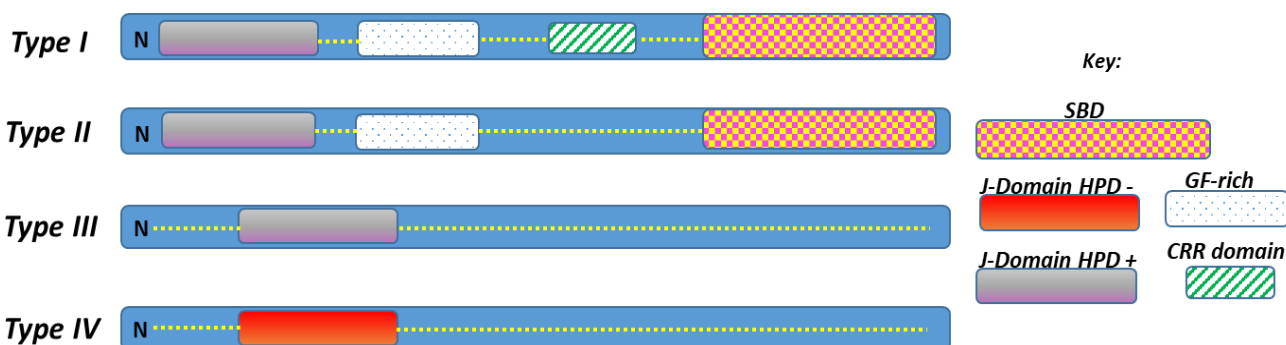 Type I N
Key:
Type II N
SBD
J-Domain HPD - GF-rich
Type III N
J-Domain HPD + CRR domain
Type IV N